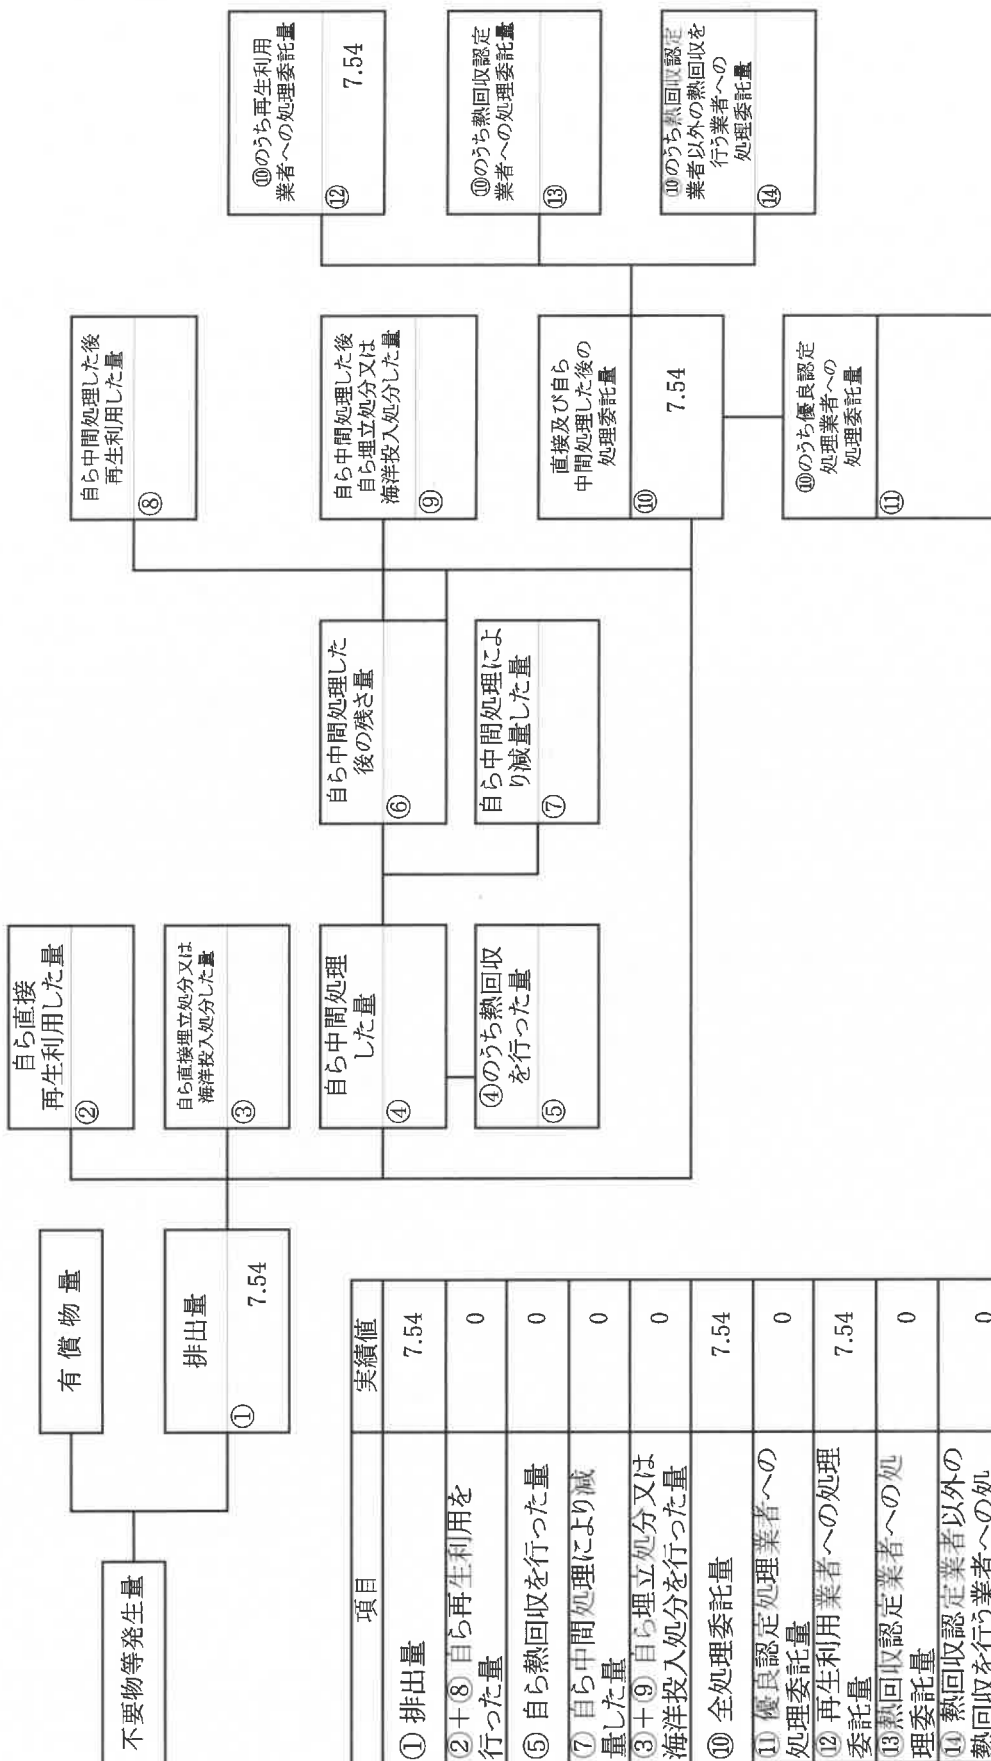 不要物等発生量
有償物量
排出量
①
7.54
自ら直接
再生利用した量
②
自ら直接埋立処分又は
海洋投入処分した量
③
自ら中間処理
した量
④
④のうち熱回収
を行った量
⑤
自ら中間処理した
後の残さ量
⑥
自ら中間処理によ
り減量した量
⑦
自ら中間処理した後
再生利用した量
⑧
自ら中間処理した後
自ら埋立処分又は
海洋投入処分した量
⑨
直接及び自ら
中間処理した後の
処理委託量
⑩
7.54
⑩のうち優良認定
処理業者への
処理委託量
⑪
⑩のうち再生利用
業者への処理委託量
⑫
7.54
⑩のうち熱回収認定
業者への処理委託量
⑬
⑩のうち熱回収認定
業者以外の熱回収を
行う業者への
処理委託量
⑭
項目 実績値
① 排出量 7.54
②＋⑧ 自ら再生利用を
行った量 0
⑤ 自ら熱回収を行った量 0
⑦ 自ら中間処理により減
量した量 0
③＋⑨ 自ら埋立処分又は
海洋投入処分を行った量 0
⑩ 全処理委託量 7.54
⑪ 優良認定処理業者への
処理委託量 0
⑫ 再生利用業者への処理
委託量 7.54
⑬熱回収認定業者への処
理委託量 0
⑭ 熱回収認定業者以外の
熱回収を行う業者への処 0